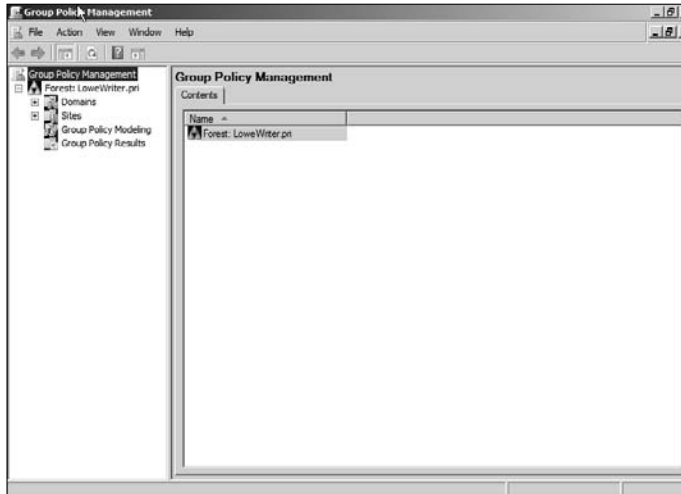 Group Policy Management
File Action View Window Help
Group Policy Management
Forest: LoweWriter.pri
Domains
Sites
Group Policy Modeling
Group Policy Results
Group Policy Management
Contents
Name
Forest: LoweWriter.pri